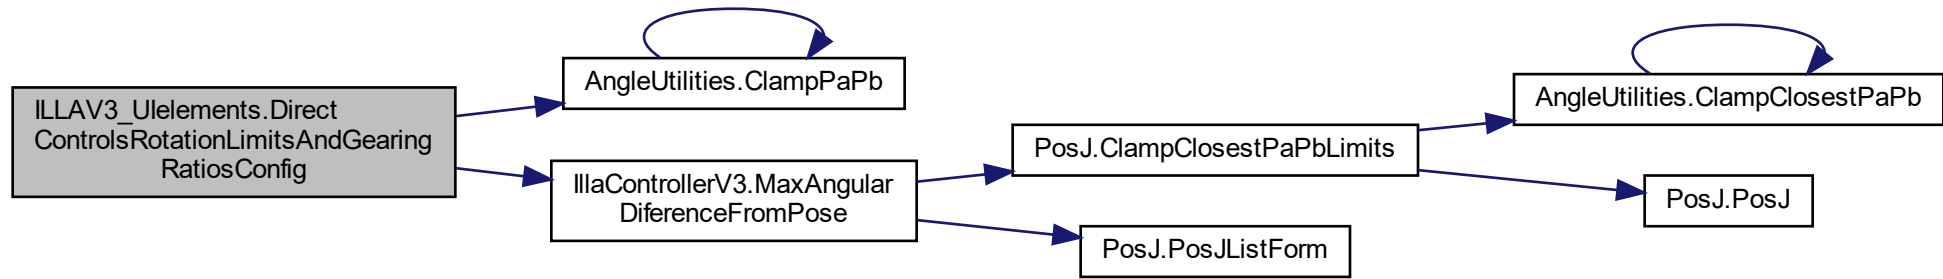 ILLAV3_UIelements.Direct
ControlsRotationLimitsAndGearing
RatiosConfig
AngleUtilities.ClampPaPb
IllaControllerV3.MaxAngular
DiferenceFromPose
PosJ.ClampClosestPaPbLimits
PosJ.PosJListForm
AngleUtilities.ClampClosestPaPb
PosJ.PosJ